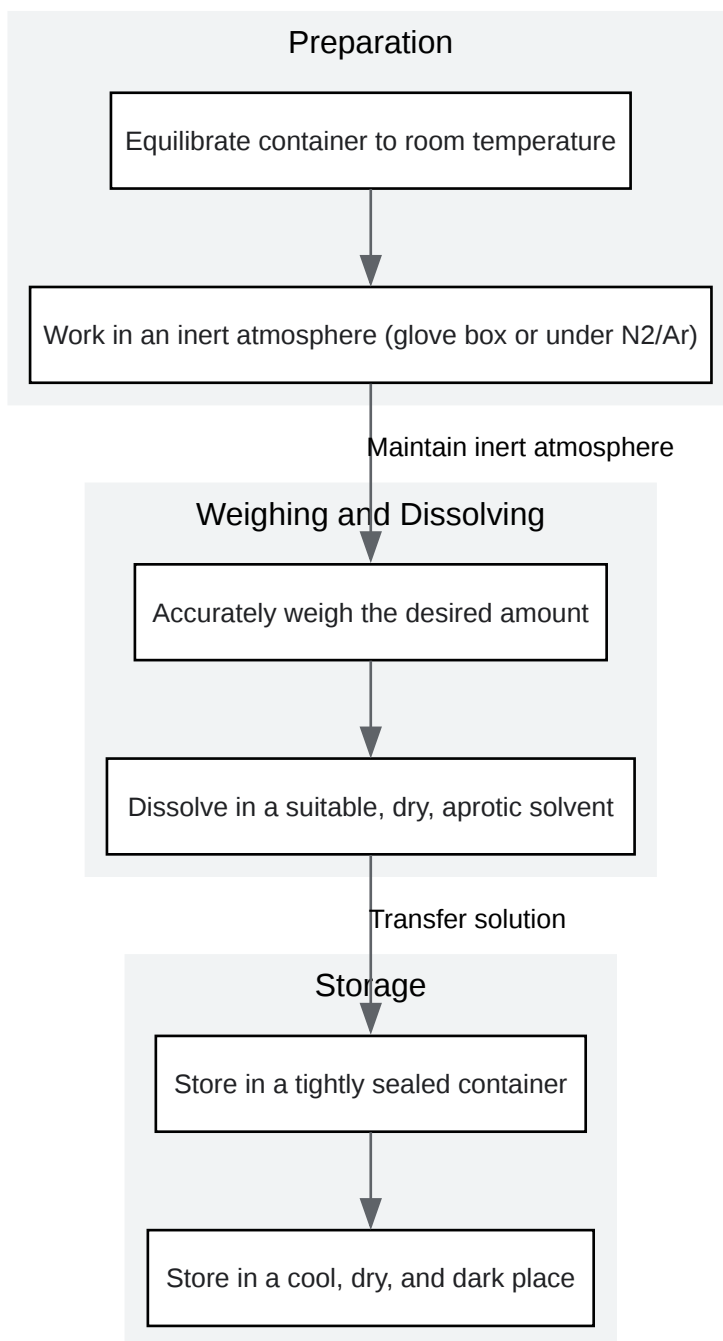 Preparation
Equilibrate container to room temperature
Work in an inert atmosphere (glove box or under N2/Ar)
Maintain inert atmosphere
Weighing and Dissolving
Accurately weigh the desired amount
Dissolve in a suitable, dry, aprotic solvent
Transfer solution
Storage
Store in a tightly sealed container
Store in a cool, dry, and dark place